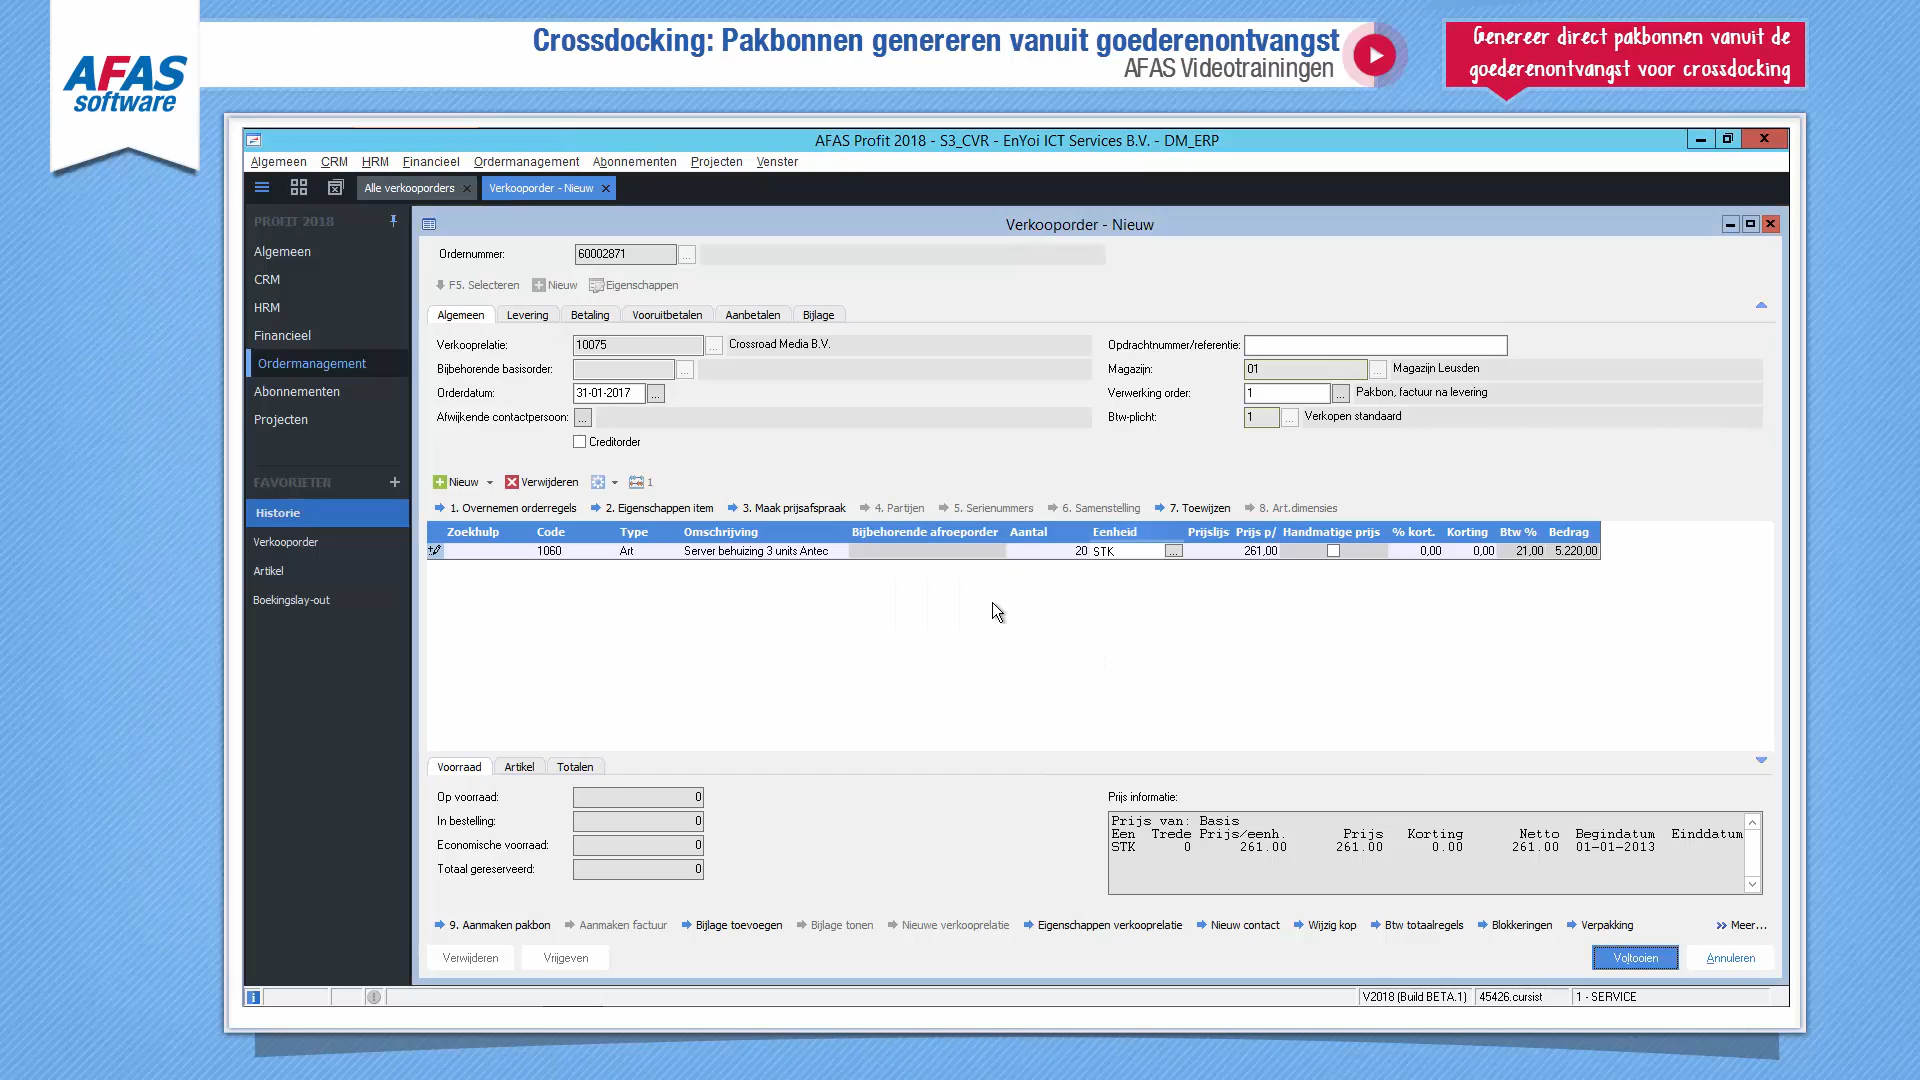 AFAS
software
Crossdocking: Pakbonnen genereren vanuit goederenontvangst
AFAS Videotrainingen
Genereer direct pakbonnen vanuit de
goederenontvangst voor crossdocking
AFAS Profit 2018 - S3_CVR - EnYoi ICT Services B.V. - DM_ERP
Algemeen CRM HRM Financieel Ordermanagement Abonnementen Projecten Venster
Alle verkooporders Verkooporder - Nieuw
PROFIT 2018
Algemeen
CRM
HRM
Financieel
Ordermanagement
Abonnementen
Projecten
FAVORIETEN
Historie
Verkooporder
Artikel
Boekingslay-out
Verkooporder - Nieuw
Ordernummer: 60002871 ...
F5. Selecteren Nieuw Eigenschappen
Algemeen Levering Betaling Vooruitbetalen Aanbetalen Bijlage
Verkooprelatie: 10075 ... Crossroad Media B.V. Opdrachtnummer/referentie:
Bijbehorende basisorder: ... Magazijn: 01 ... Magazijn Leusden
Orderdatum: 31-01-2017 ... Verwerking order: 1 ... Pakbon, factuur na levering
Afwijkende contactpersoon: ... Btw-plicht: 1 ... Verkopen standaard
Creditorder
Nieuw Verwijderen 1
1. Overnemen orderregels 2. Eigenschappen item 3. Maak prijsafspraak 4. Partijen 5. Serienummers 6. Samenstelling 7. Toewijzen 8. Art.dimensies
Zoekhulp Code Type Omschrijving Bijbehorende afroeporder Aantal Eenheid Prijslijs Prijs p/ Handmatige prijs % kort. Korting Btw % Bedrag
1060 Art Server behuizing 3 units Antec 20 STK ... 261,00 0,00 0,00 21,00 5.220,00
Voorraad Artikel Totalen
Op voorraad: 0 Prijs informatie:
In bestelling: 0
Economische voorraad: 0
Totaal gereserveerd: 0
Prijs van: Basis
Een Trede Prijs/eenh. Prijs Korting Netto Begindatum Einddatum
STK 0 261.00 261.00 0.00 261.00 01-01-2013
9. Aanmaken pakbon Aanmaken factuur Bijlage toevoegen Bijlage tonen Nieuwe verkooprelatie Eigenschappen verkooprelatie Nieuw contact Wijzig kop Btw totaalregels Blokkeringen Verpakking Meer...
Verwijderen Vrijgeven Voltooien Annuleren
V2018 (Build BETA.1) 45426.cursist 1 - SERVICE